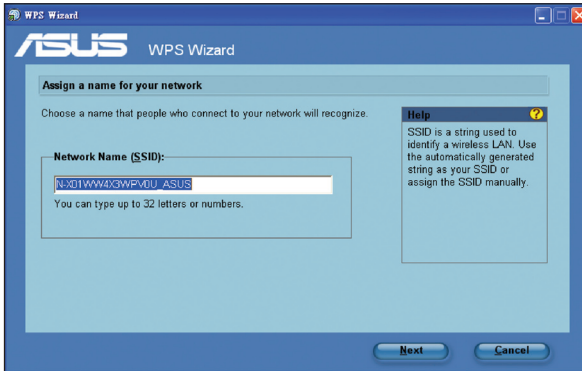 WPS Wizard
ASUS WPS Wizard
Assign a name for your network
Choose a name that people who connect to your network will recognize.
Network Name (SSID):
N-X01WW4X3WPV0U_ASUS
You can type up to 32 letters or numbers.
Help ?
SSID is a string used to
identify a wireless LAN. Use
the automatically generated
string as your SSID or
assign the SSID manually.
Next Cancel